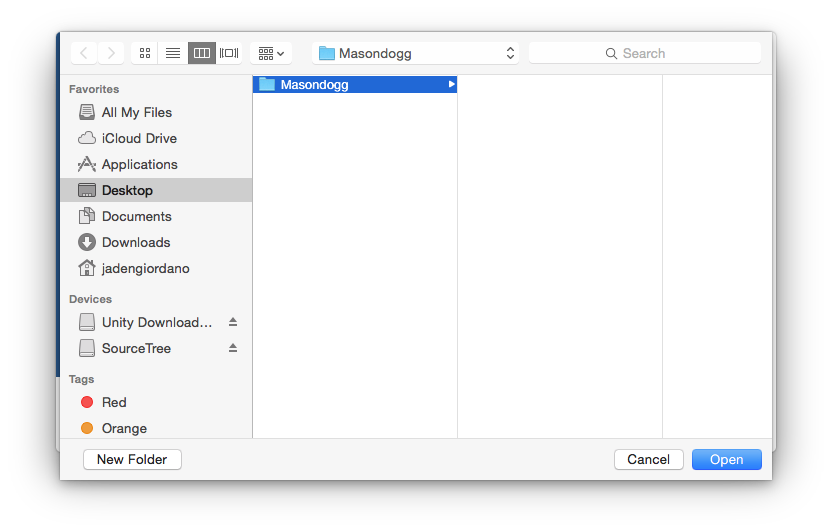 Masondogg
Search
Favorites
All My Files
iCloud Drive
Applications
Desktop
Documents
Downloads
jadengiordano
Devices
Unity Download...
SourceTree
Tags
Red
Orange
Masondogg
New Folder
Cancel
Open